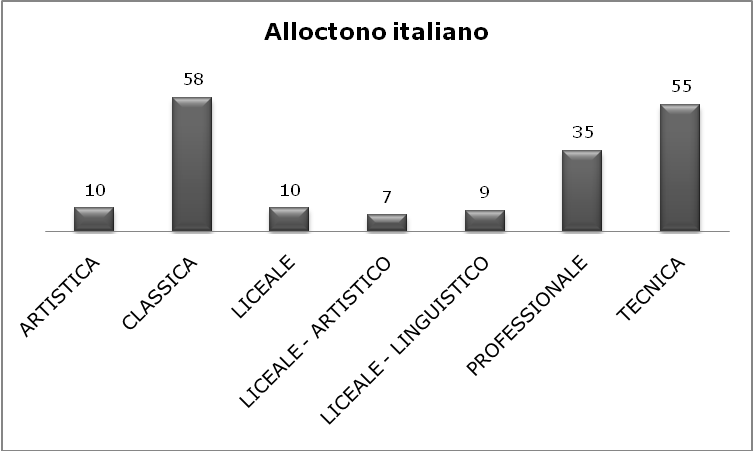 Alloctono italiano
10
58
10
7
9
35
55
ARTISTICA
CLASSICA
LICEALE
LICEALE - ARTISTICO
LICEALE - LINGUISTICO
PROFESSIONALE
TECNICA